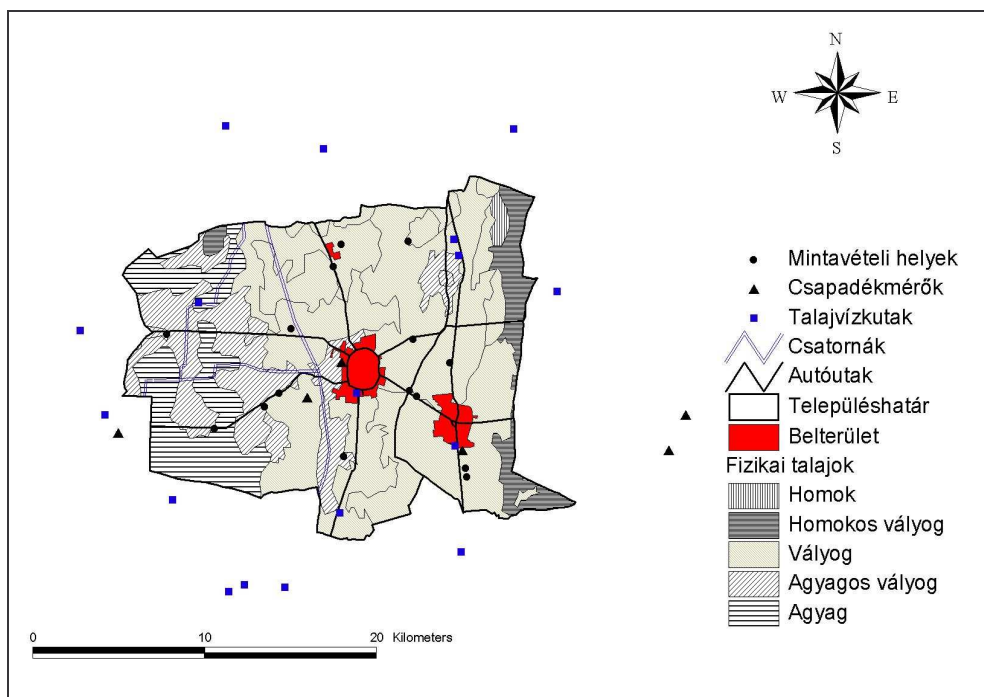 N
W E
S
Mintavételi helyek
Csapadékmérők
Talajvízkutak
Csatornák
Autóutak
Településhatár
Belterület
Fizikai talajok
Homok
Homokos vályog
Vályog
Agyagos vályog
Agyag
0 10 20 Kilometers